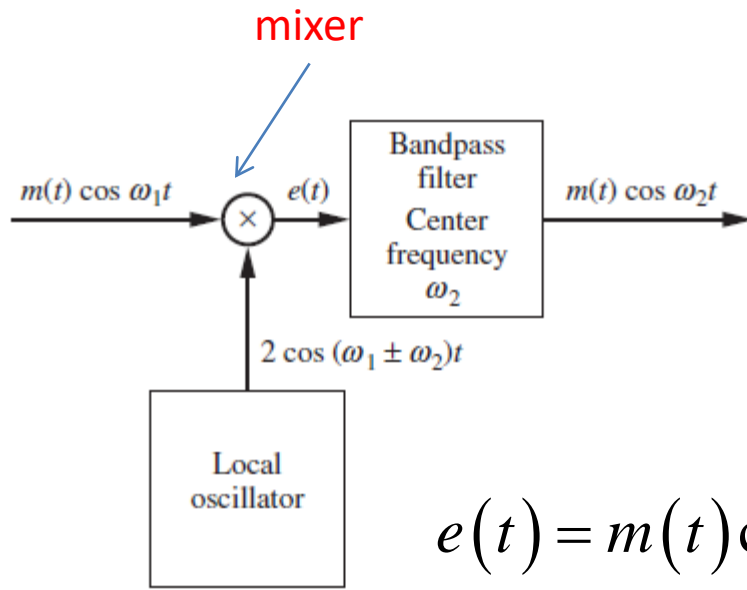 mixer
m(t) cos ω₁t
×
e(t)
Bandpass
filter
Center
frequency
ω₂
m(t) cos ω₂t
2 cos (ω₁ ± ω₂)t
Local
oscillator
e(t) = m(t)